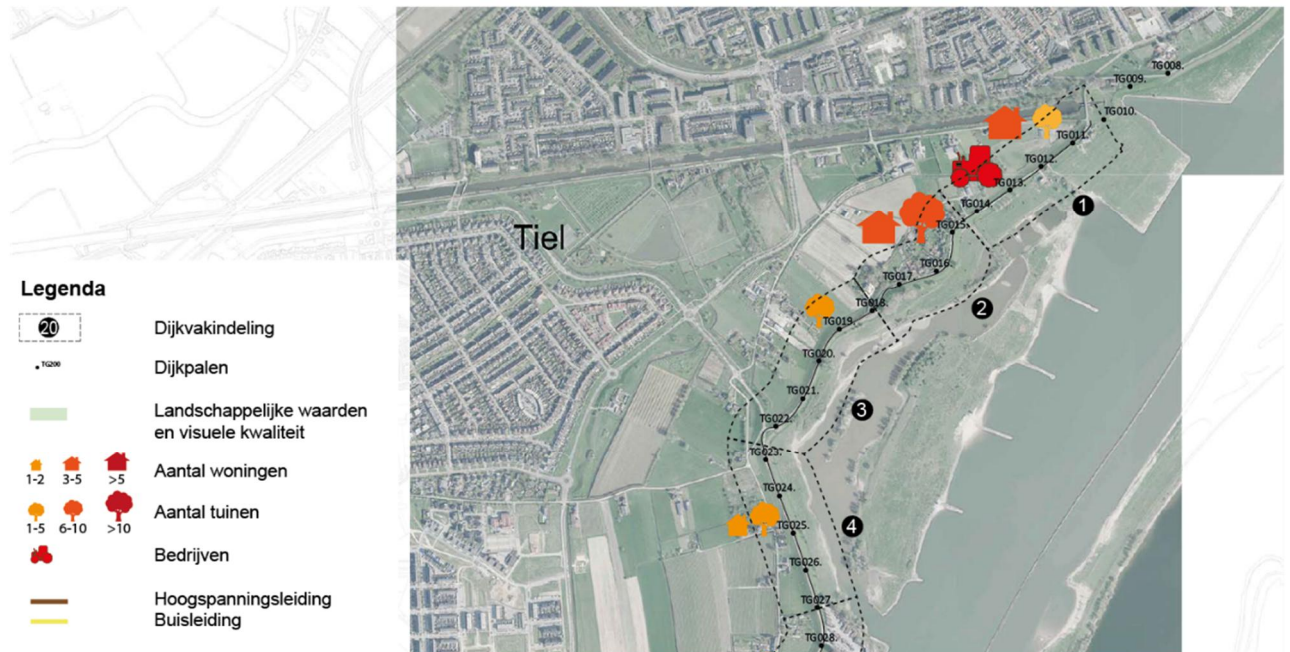 Legenda
20
Dijkvakindeling
TG200
Dijkpalen
Landschappelijke waarden
en visuele kwaliteit
1-2 3-5 >5
Aantal woningen
1-5 6-10 >10
Aantal tuinen
Bedrijven
Hoogspanningsleiding
Buisleiding
Tiel
TG008.
TG009.
TG010.
TG011.
TG012.
TG013.
TG014.
TG015.
TG016.
TG017.
TG018.
TG019.
TG020.
TG021.
TG022.
TG023.
TG024.
TG025.
TG026.
TG027.
TG028.
1
2
3
4